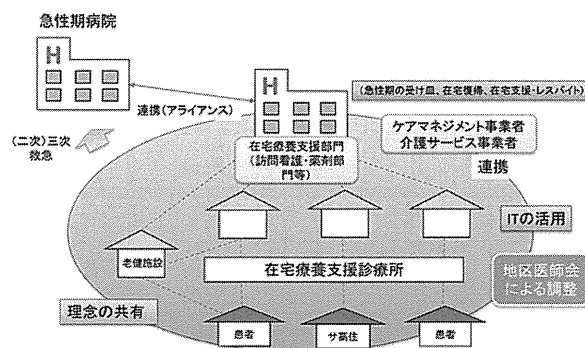 急性期病院
H
H
(急性期の受け皿、在宅復帰、在宅支援・レスパイト)
連携(アライアンス)
(二次)三次
救急
在宅療養支援部門
(訪問看護・薬剤部
門等)
ケアマネジメント事業者
介護サービス事業者
連携
ITの活用
老健施設
在宅療養支援診療所
地区医師会
による調整
理念の共有
患者
サ高住
患者